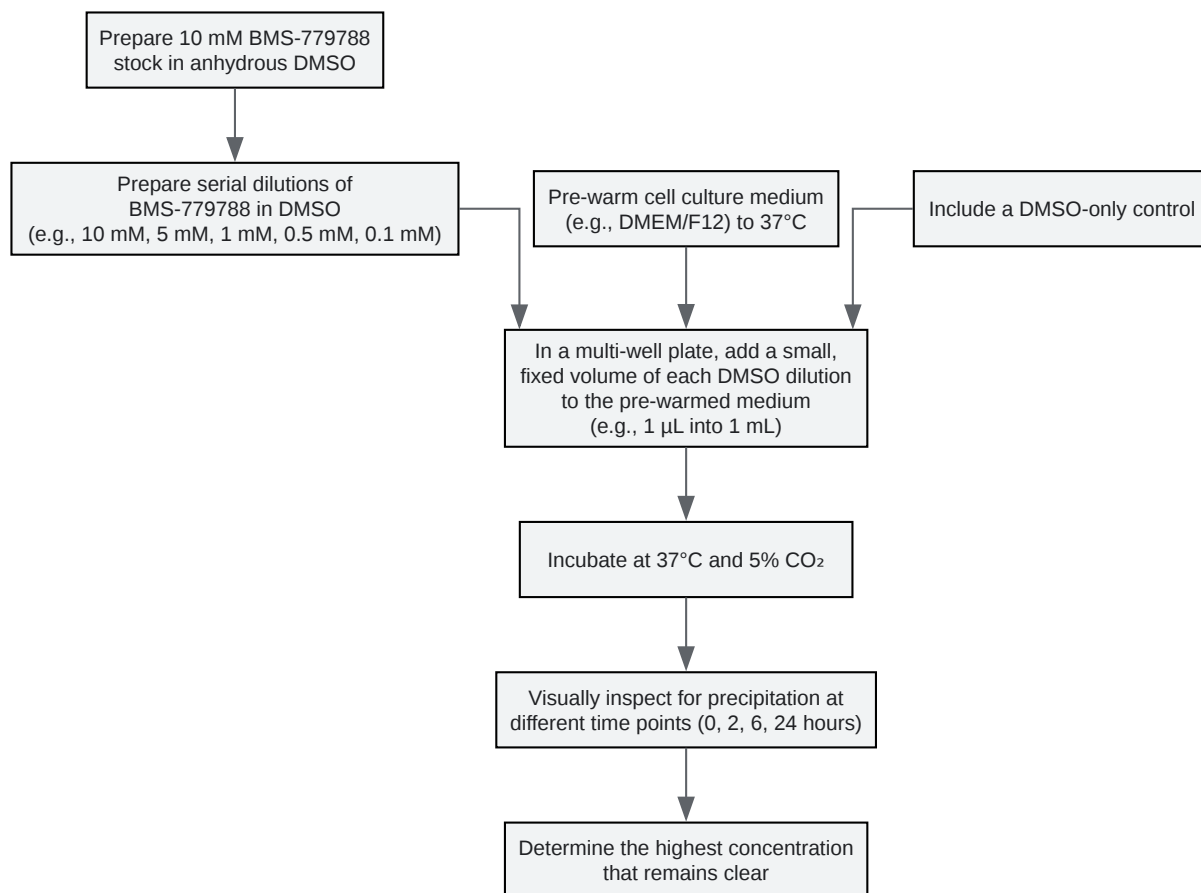 Prepare 10 mM BMS-779788
stock in anhydrous DMSO
Prepare serial dilutions of
BMS-779788 in DMSO
(e.g., 10 mM, 5 mM, 1 mM, 0.5 mM, 0.1 mM)
Pre-warm cell culture medium
(e.g., DMEM/F12) to 37°C
Include a DMSO-only control
In a multi-well plate, add a small,
fixed volume of each DMSO dilution
to the pre-warmed medium
(e.g., 1 µL into 1 mL)
Incubate at 37°C and 5% CO₂
Visually inspect for precipitation at
different time points (0, 2, 6, 24 hours)
Determine the highest concentration
that remains clear